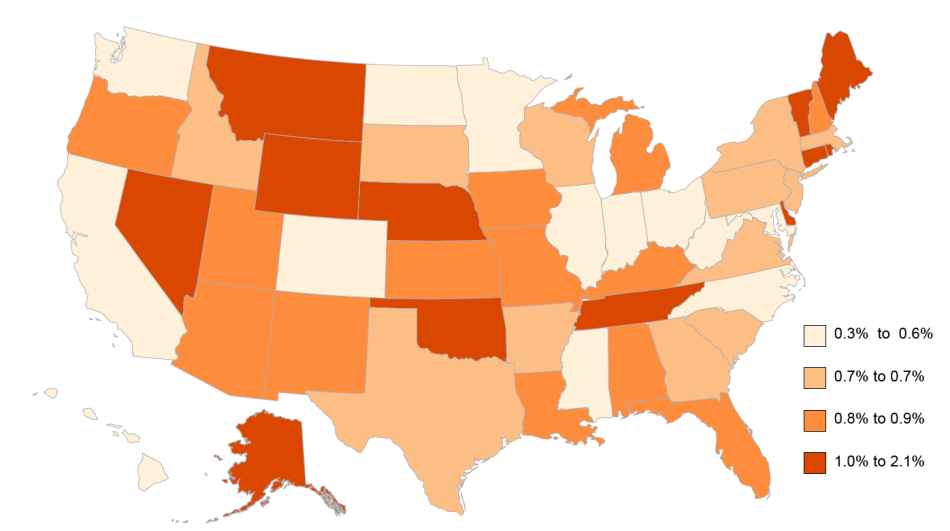 0.3% to 0.6%
0.7% to 0.7%
0.8% to 0.9%
1.0% to 2.1%